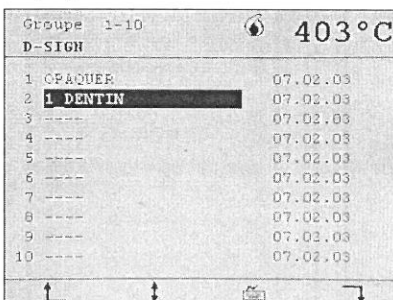 Groupe 1-10 403°C
D-SIGN
1 OPAQUER 07.02.03
2 1 DENTIN 07.02.03
3 ---- 07.02.03
4 ---- 07.02.03
5 ---- 07.02.03
6 ---- 07.02.03
7 ---- 07.02.03
8 ---- 07.02.03
9 ---- 07.02.03
10 ---- 07.02.03